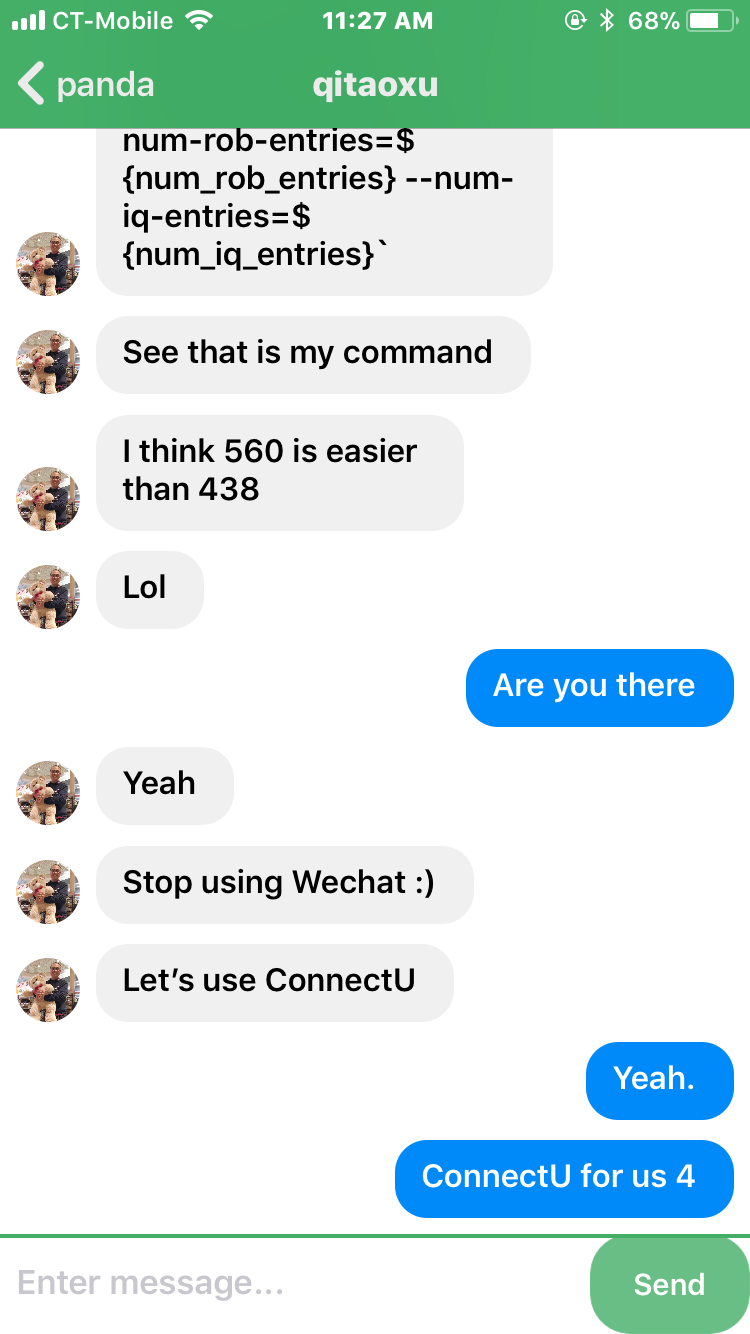 CT-Mobile 11:27 AM 68%
panda qitaoxu
num-rob-entries=$
{num_rob_entries} --num-
iq-entries=$
{num_iq_entries}`
See that is my command
I think 560 is easier
than 438
Lol
Are you there
Yeah
Stop using Wechat :)
Let’s use ConnectU
Yeah.
ConnectU for us 4
Enter message... Send